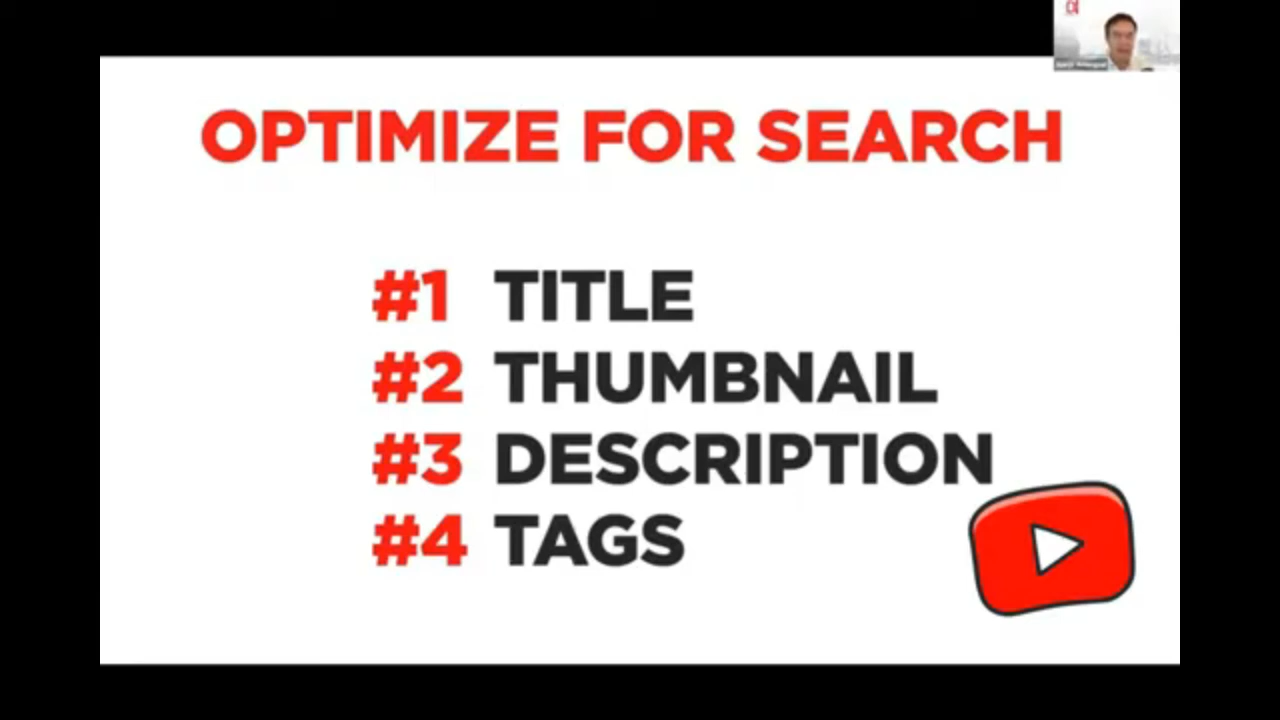 OPTIMIZE FOR SEARCH
#1 TITLE
#2 THUMBNAIL
#3 DESCRIPTION
#4 TAGS